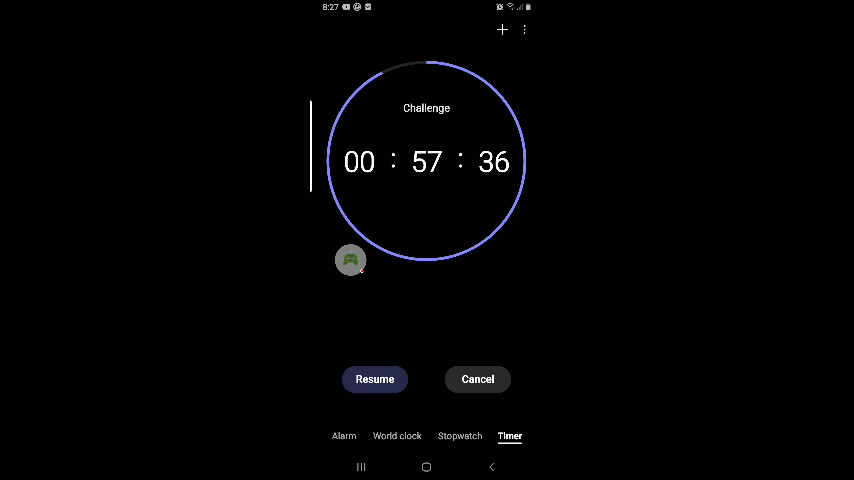 8:27
Challenge
00 : 57 : 36
Resume Cancel
Alarm World clock Stopwatch Timer